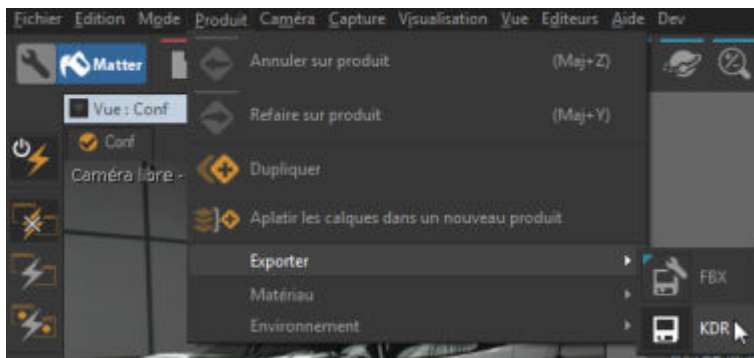 Fichier Edition Mode Produit Caméra Capture Visualisation Vue Editeurs Aide Dev
Matter
Annuler sur produit (Maj+Z)
Vue : Conf
Refaire sur produit (Maj+Y)
Conf
Caméra libre -
Dupliquer
Aplatir les calques dans un nouveau produit
Exporter
FBX
Matériau
Environnement
KDR